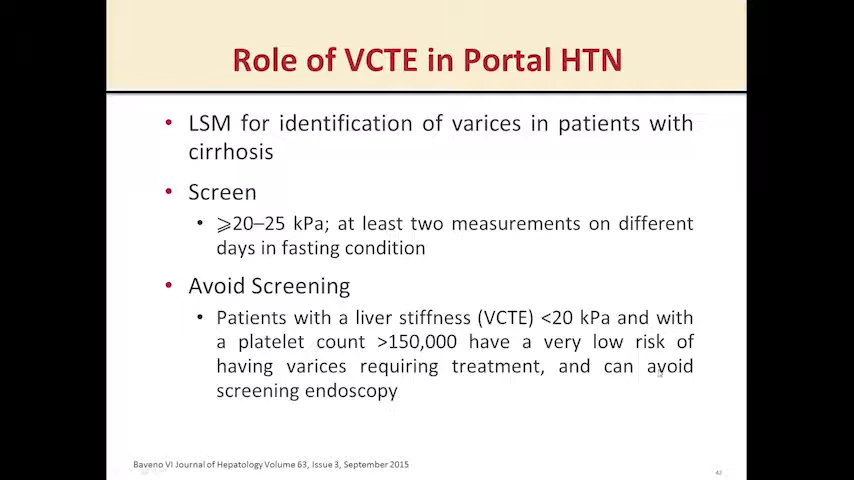 Role of VCTE in Portal HTN
• LSM for identification of varices in patients with
cirrhosis
• Screen
• ⩾20–25 kPa; at least two measurements on different
days in fasting condition
• Avoid Screening
• Patients with a liver stiffness (VCTE) <20 kPa and with
a platelet count >150,000 have a very low risk of
having varices requiring treatment, and can avoid
screening endoscopy
Baveno VI Journal of Hepatology Volume 63, Issue 3, September 2015